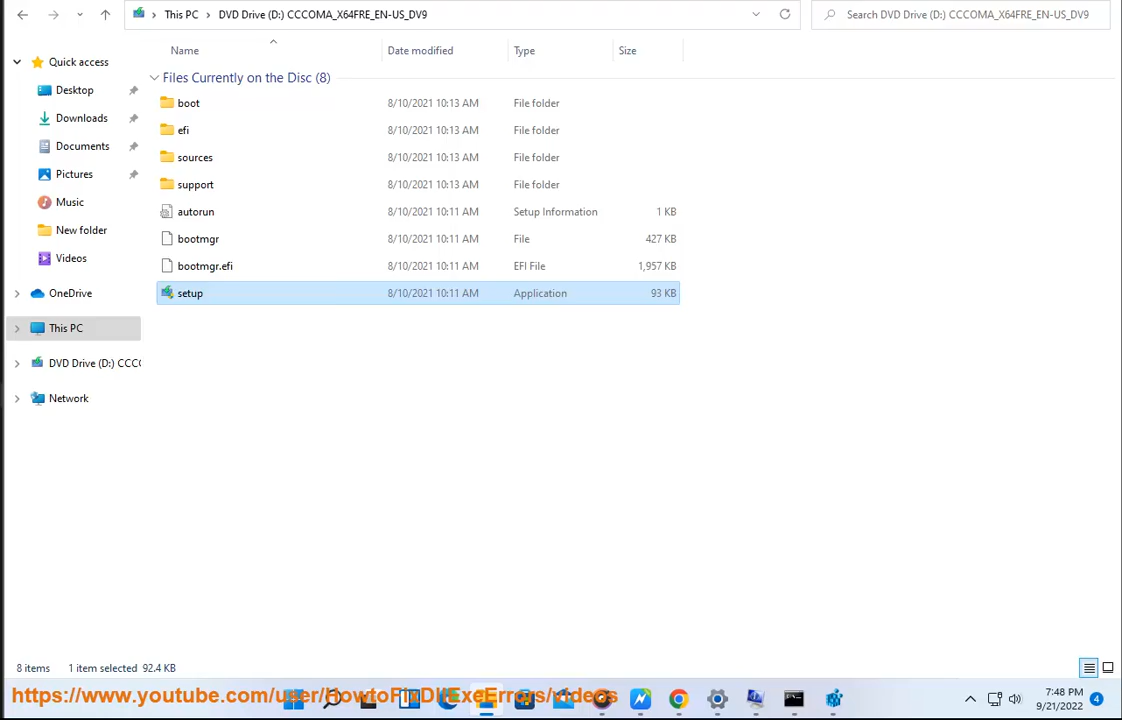 This PC > DVD Drive (D:) CCCOMA_X64FRE_EN-US_DV9
Search DVD Drive (D:) CCCOMA_X64FRE_EN-US_DV9
Name Date modified Type Size
Quick access
Desktop
Downloads
Documents
Pictures
Music
New folder
Videos
OneDrive
This PC
DVD Drive (D:) CCC
Network
Files Currently on the Disc (8)
boot 8/10/2021 10:13 AM File folder
efi 8/10/2021 10:13 AM File folder
sources 8/10/2021 10:13 AM File folder
support 8/10/2021 10:13 AM File folder
autorun 8/10/2021 10:11 AM Setup Information 1 KB
bootmgr 8/10/2021 10:11 AM File 427 KB
bootmgr.efi 8/10/2021 10:11 AM EFI File 1,957 KB
setup 8/10/2021 10:11 AM Application 93 KB
8 items 1 item selected 92.4 KB
https://www.youtube.com/user/HowtoFixDllExeErrors/videos
7:48 PM
9/21/2022
4